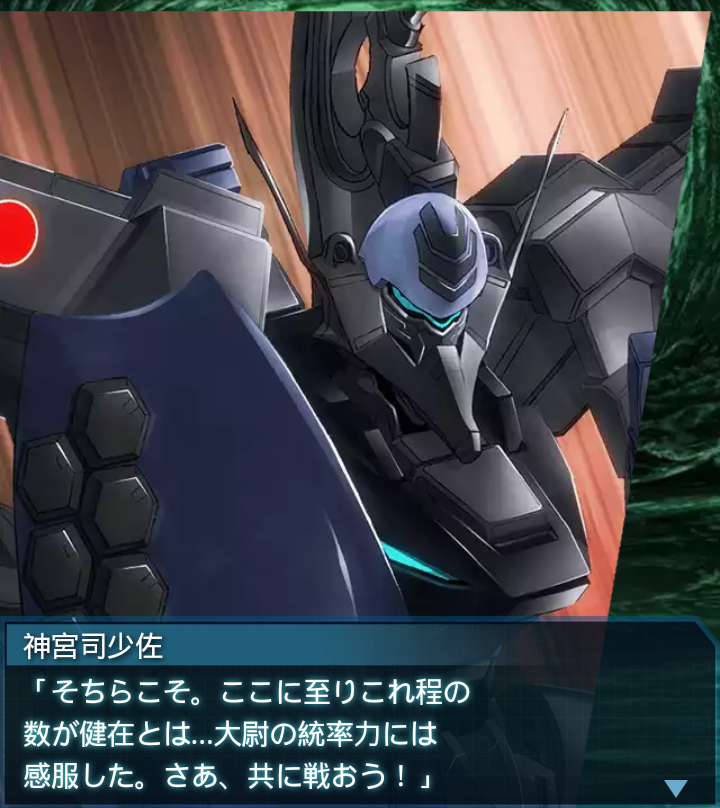 神宮司少佐
「そちらこそ。ここに至りこれ程の
数が健在とは…大尉の統率力には
感服した。さあ、共に戦おう！」